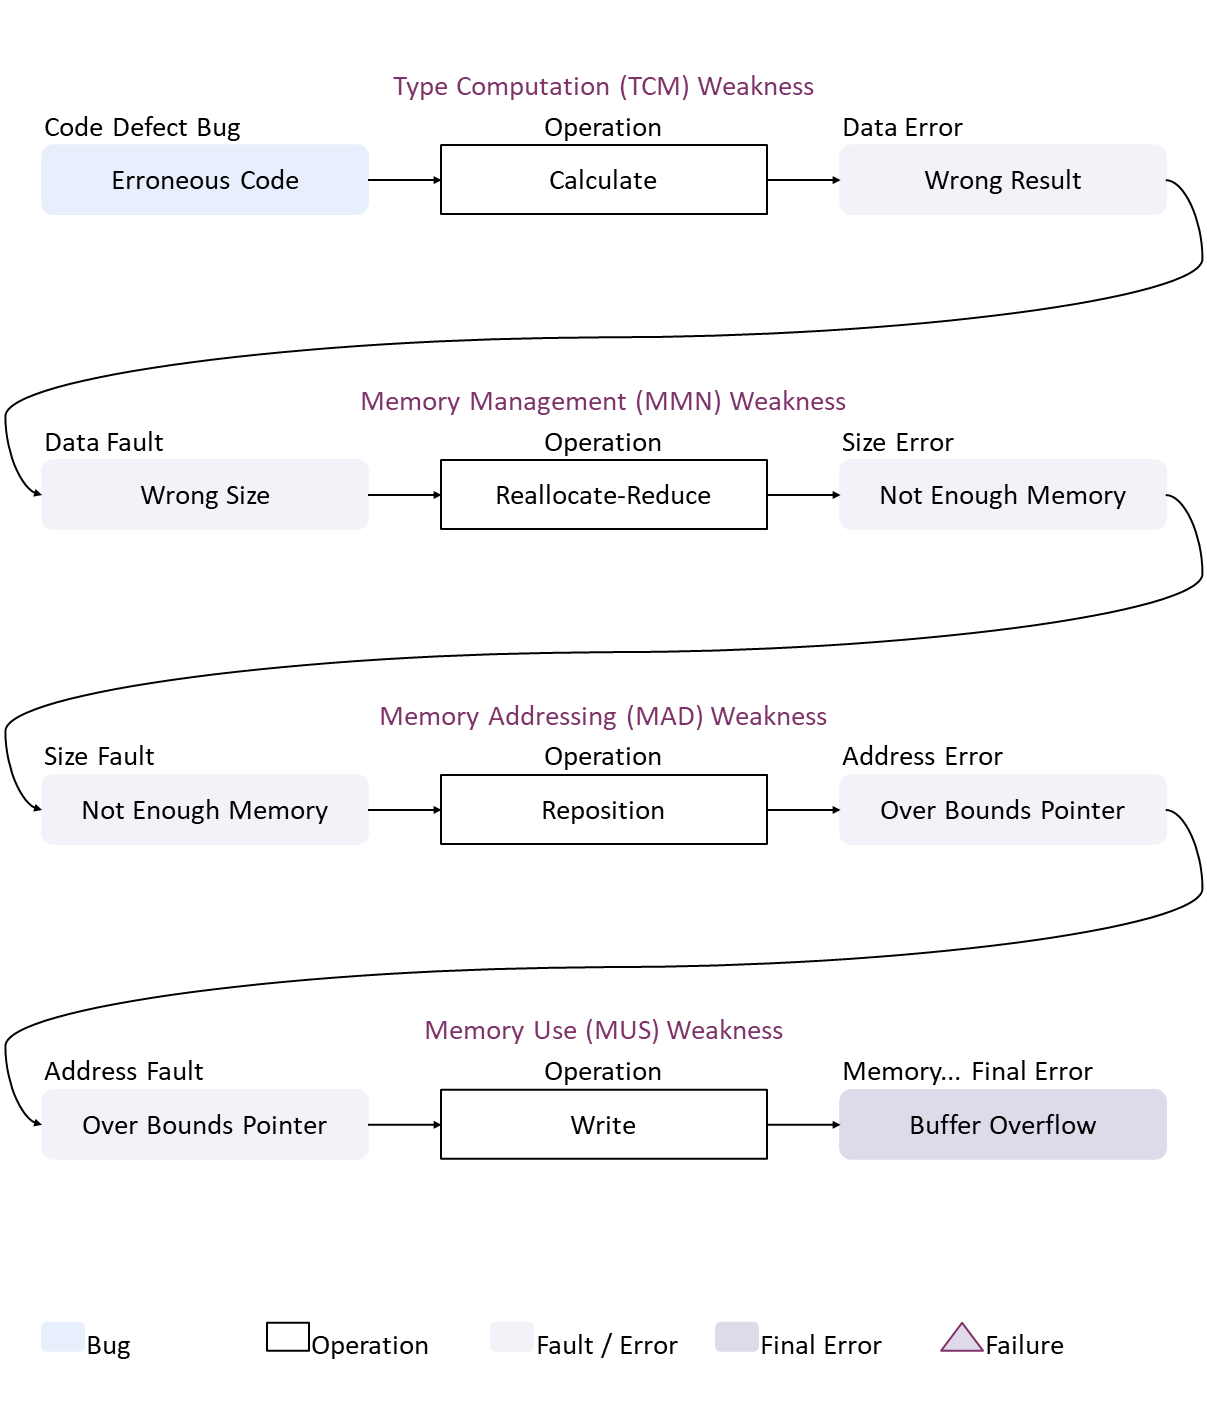 Type Computation (TCM) Weakness
Code Defect Bug Operation Data Error
Erroneous Code Calculate Wrong Result
Memory Management (MMN) Weakness
Data Fault Operation Size Error
Wrong Size Reallocate-Reduce Not Enough Memory
Memory Addressing (MAD) Weakness
Size Fault Operation Address Error
Not Enough Memory Reposition Over Bounds Pointer
Memory Use (MUS) Weakness
Address Fault Operation Memory... Final Error
Over Bounds Pointer Write Buffer Overflow
Bug Operation Fault / Error Final Error Failure